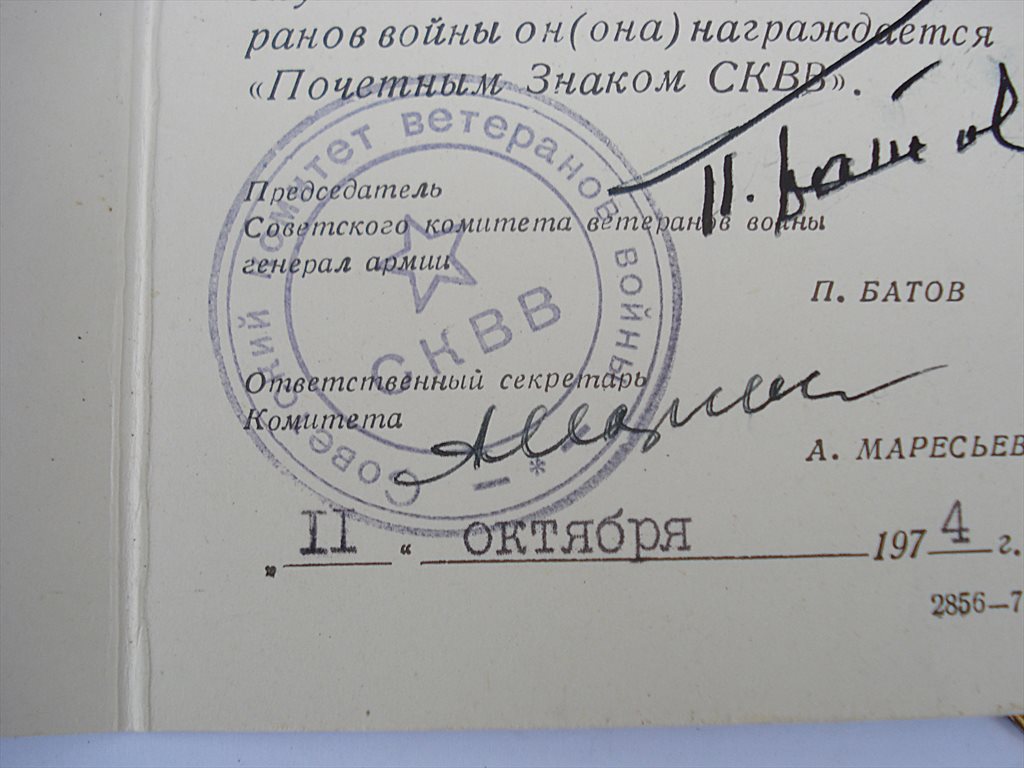 ранов войны он(она) награждается
«Почетным Знаком СКВВ».
Председатель
Советского комитета ветеранов войны
генерал армии
П. Батов
П. БАТОВ
Советский комитет ветеранов войны
СКВВ
Ответственный секретарь
Комитета
А. МАРЕСЬЕВ
„ II “ октября 1974 г.
2856—7